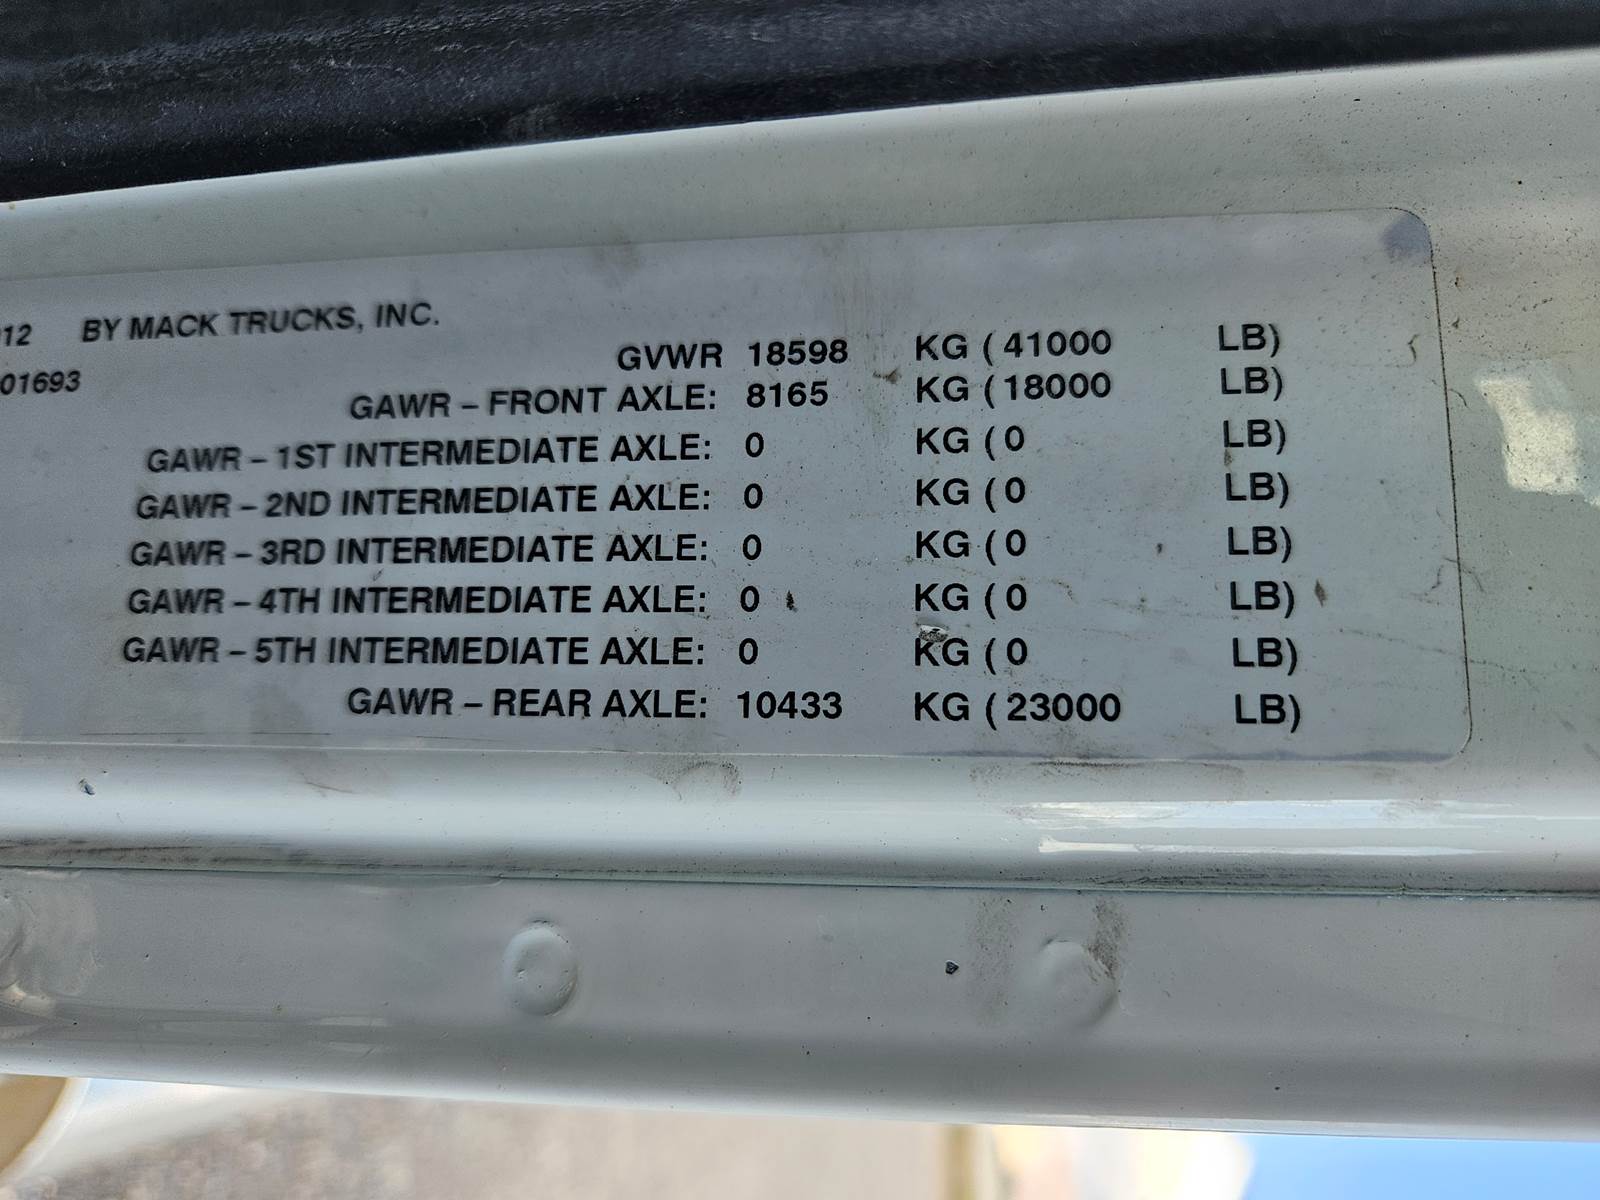 012 BY MACK TRUCKS, INC.
01693
GVWR 18598 KG (41000 LB)
GAWR – FRONT AXLE: 8165 KG (18000 LB)
GAWR – 1ST INTERMEDIATE AXLE: 0 KG (0 LB)
GAWR – 2ND INTERMEDIATE AXLE: 0 KG (0 LB)
GAWR – 3RD INTERMEDIATE AXLE: 0 KG (0 LB)
GAWR – 4TH INTERMEDIATE AXLE: 0 KG (0 LB)
GAWR – 5TH INTERMEDIATE AXLE: 0 KG (0 LB)
GAWR – REAR AXLE: 10433 KG (23000 LB)